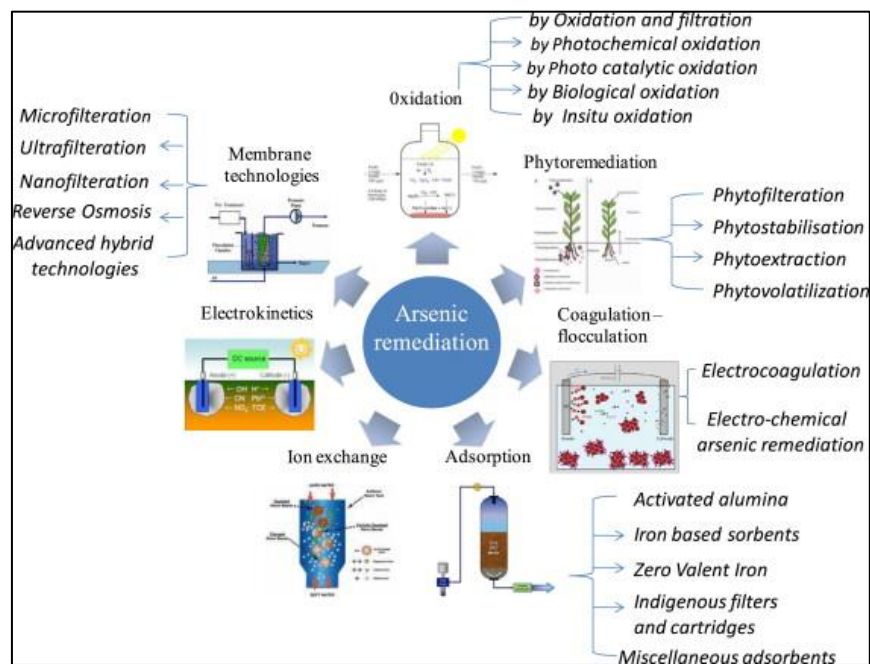 by Oxidation and filtration
by Photochemical oxidation
by Photo catalytic oxidation
by Biological oxidation
by Insitu oxidation
0xidation
Microfilteration
Ultrafilteration
Nanofilteration
Reverse Osmosis
Advanced hybrid
technologies
Membrane
technologies
Phytoremediation
Phytofilteration
Phytostabilisation
Phytoextraction
Phytovolatilization
Electrokinetics
DC source
Arsenic
remediation
Coagulation –
flocculation
Electrocoagulation
Electro-chemical
arsenic remediation
Ion exchange
Adsorption
Activated alumina
Iron based sorbents
Zero Valent Iron
Indigenous filters
and cartridges
Miscellaneous adsorbents